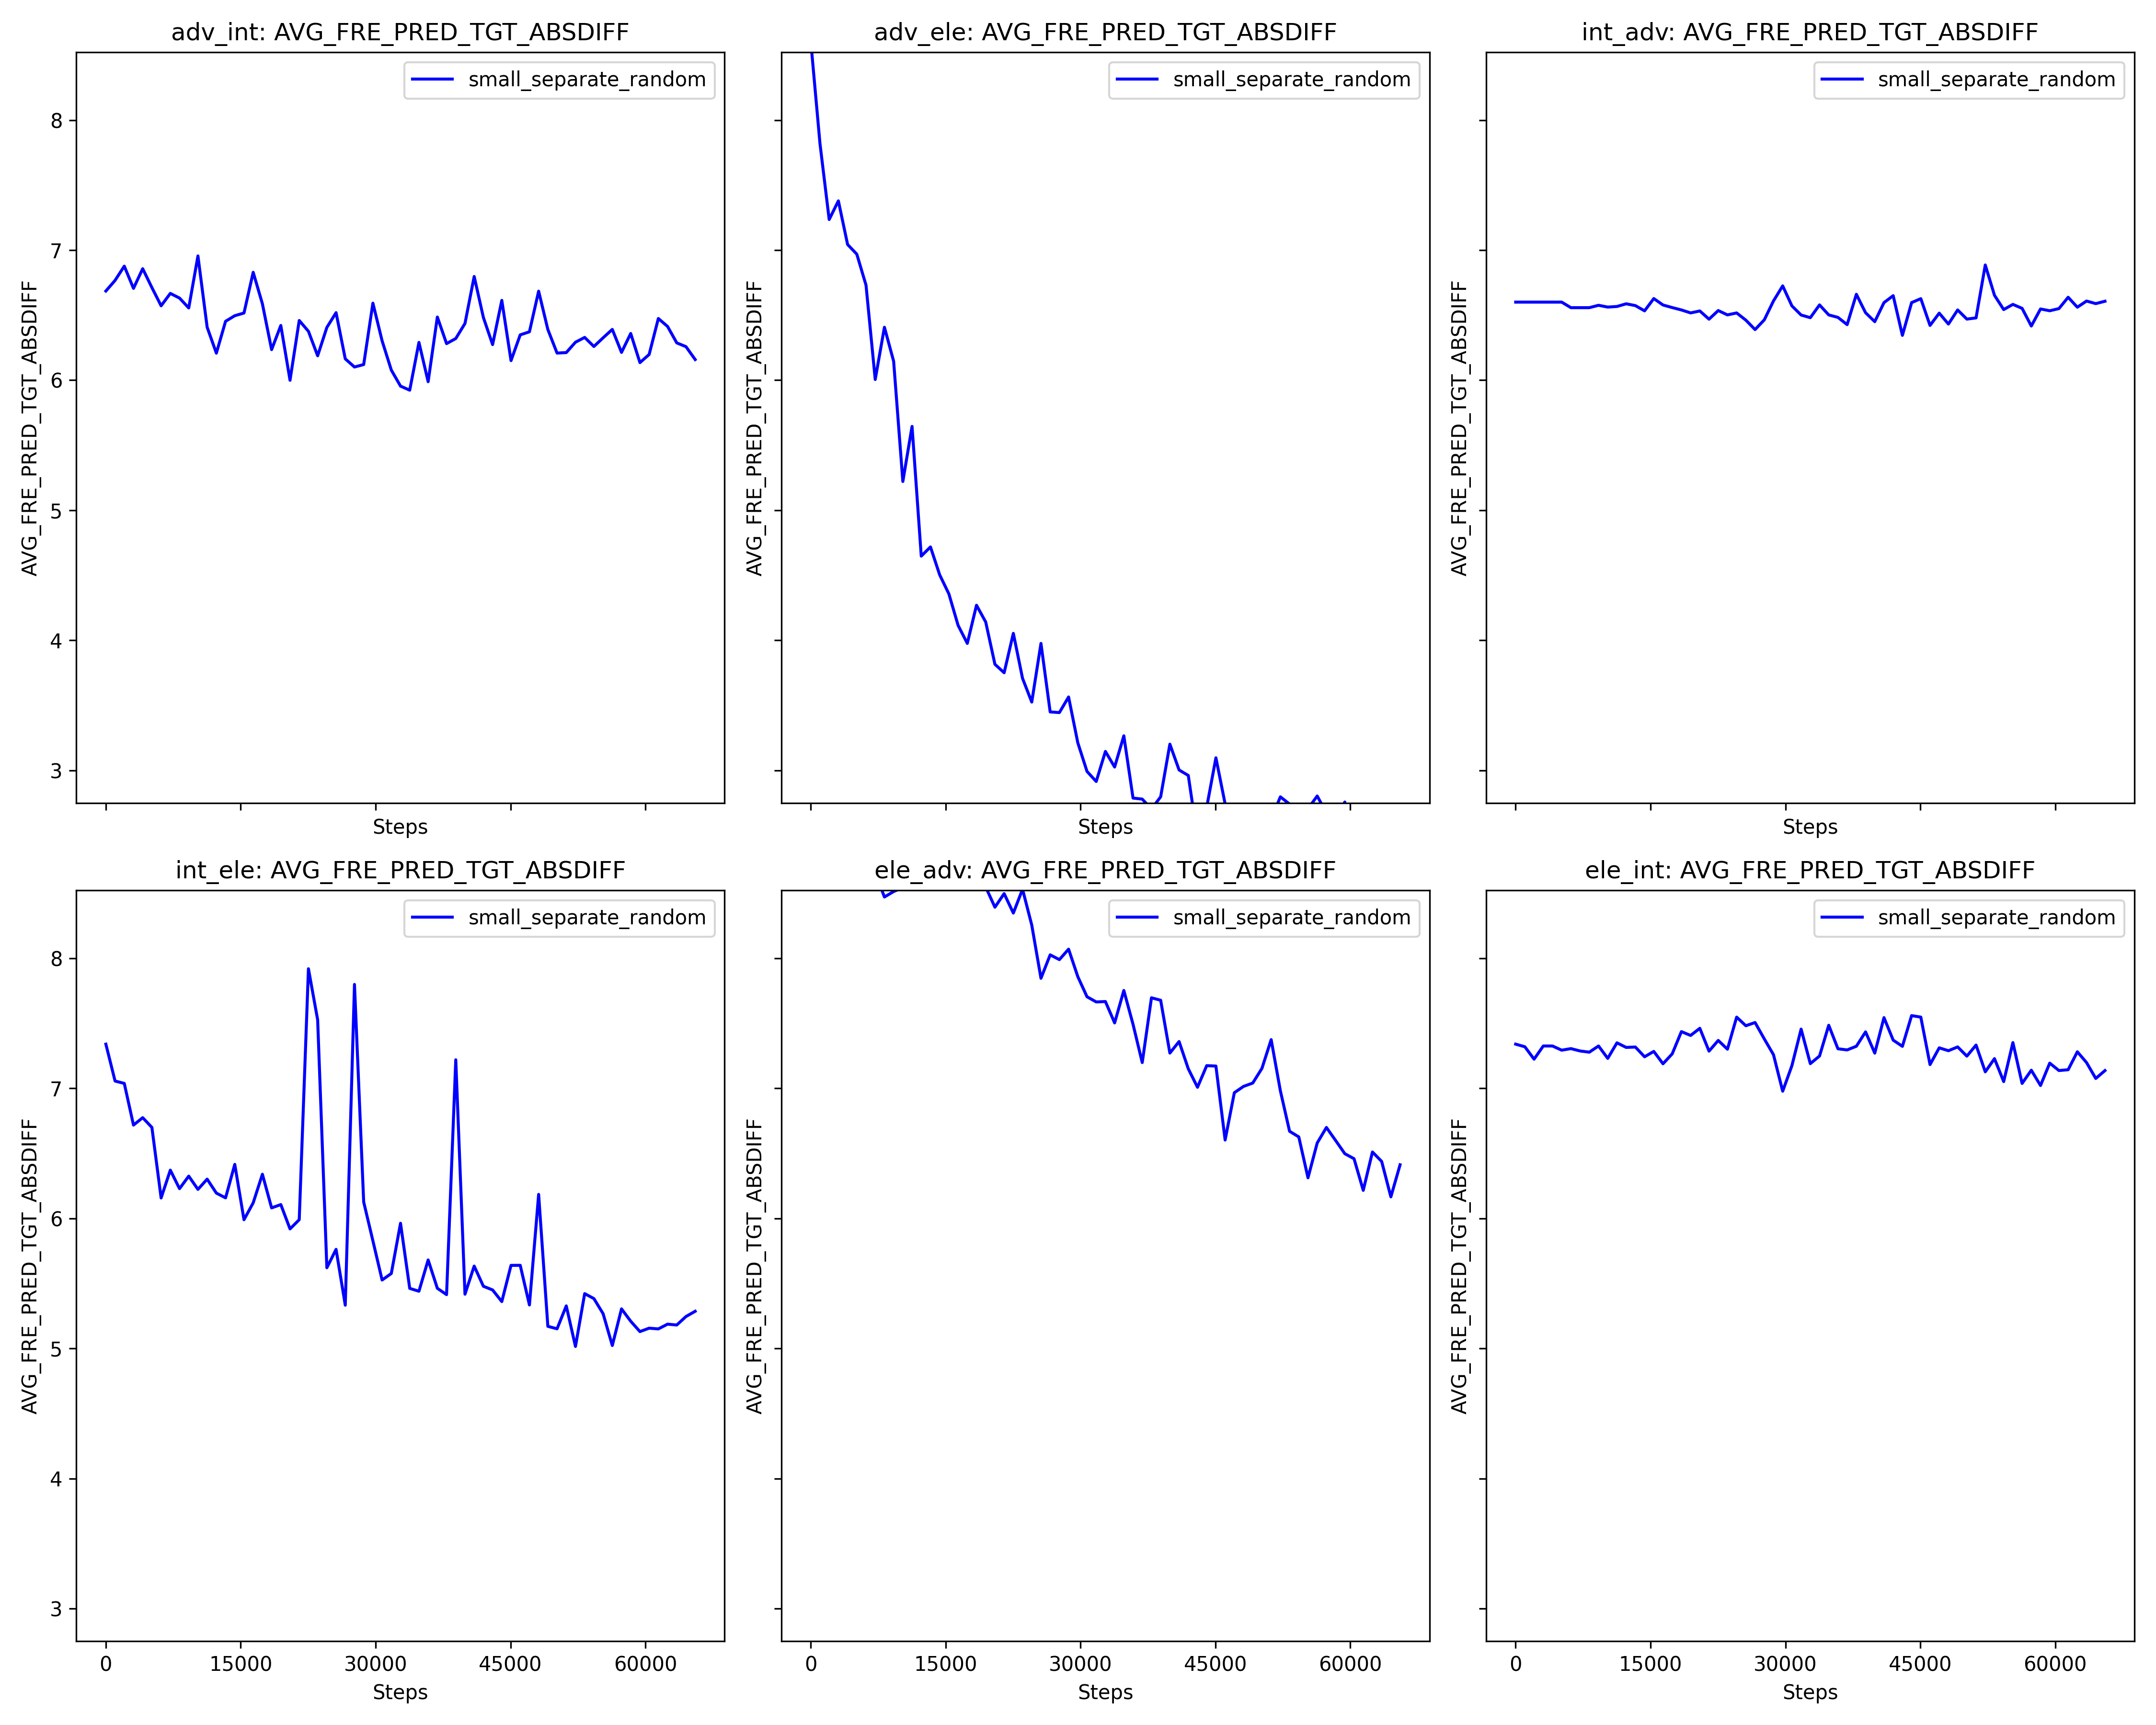 adv_int: AVG_FRE_PRED_TGT_ABSDIFF
small_separate_random
8
7
6
5
4
3
AVG_FRE_PRED_TGT_ABSDIFF
Steps
adv_ele: AVG_FRE_PRED_TGT_ABSDIFF
small_separate_random
AVG_FRE_PRED_TGT_ABSDIFF
Steps
int_adv: AVG_FRE_PRED_TGT_ABSDIFF
small_separate_random
AVG_FRE_PRED_TGT_ABSDIFF
Steps
int_ele: AVG_FRE_PRED_TGT_ABSDIFF
small_separate_random
8
7
6
5
4
3
AVG_FRE_PRED_TGT_ABSDIFF
0 15000 30000 45000 60000
Steps
ele_adv: AVG_FRE_PRED_TGT_ABSDIFF
small_separate_random
AVG_FRE_PRED_TGT_ABSDIFF
0 15000 30000 45000 60000
Steps
ele_int: AVG_FRE_PRED_TGT_ABSDIFF
small_separate_random
AVG_FRE_PRED_TGT_ABSDIFF
0 15000 30000 45000 60000
Steps